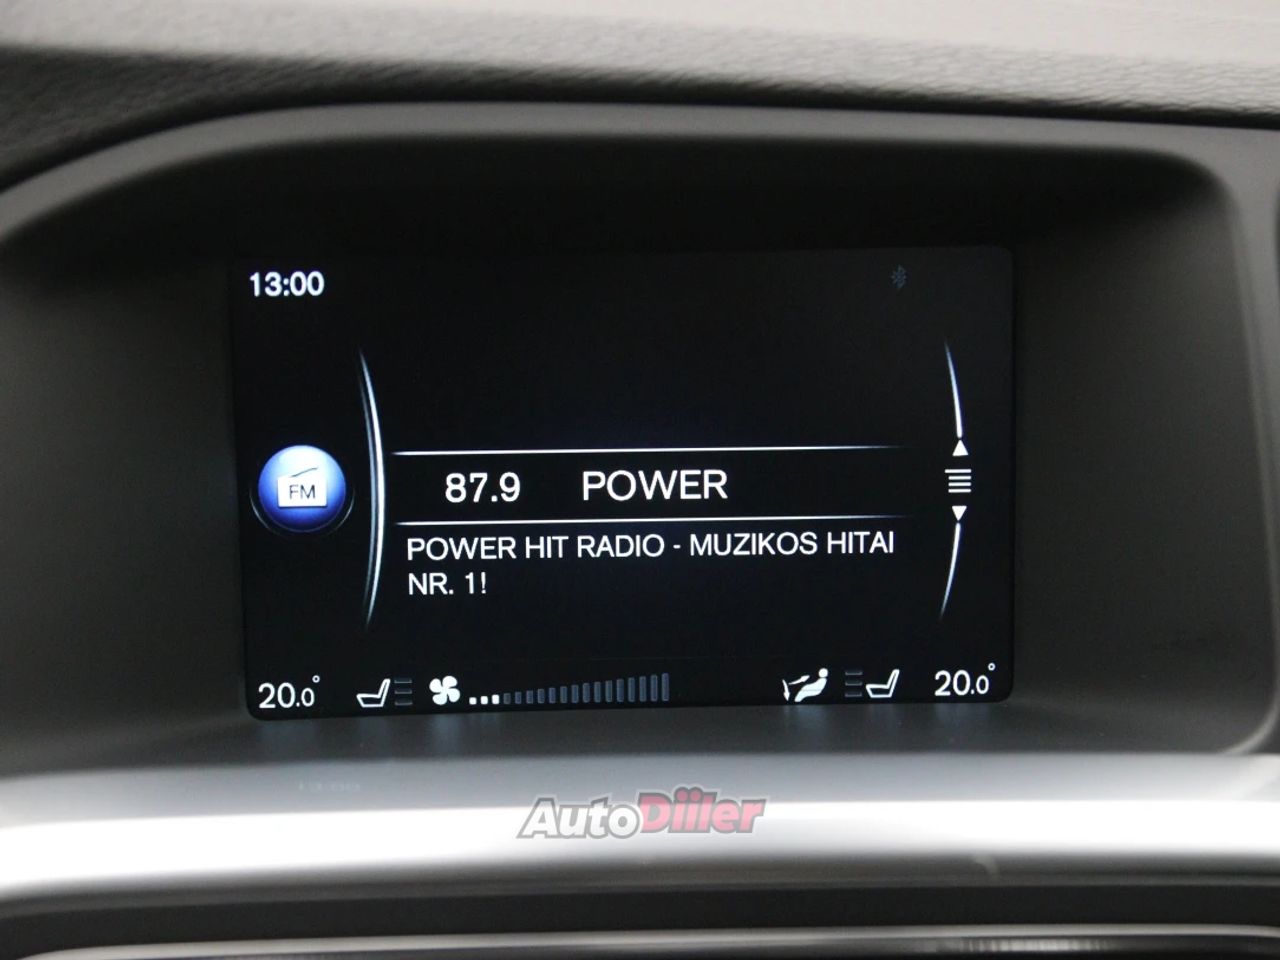 13:00
FM
87.9 POWER
POWER HIT RADIO - MUZIKOS HITAI
NR. 1!
20.0° 20.0°
AutoDiiler